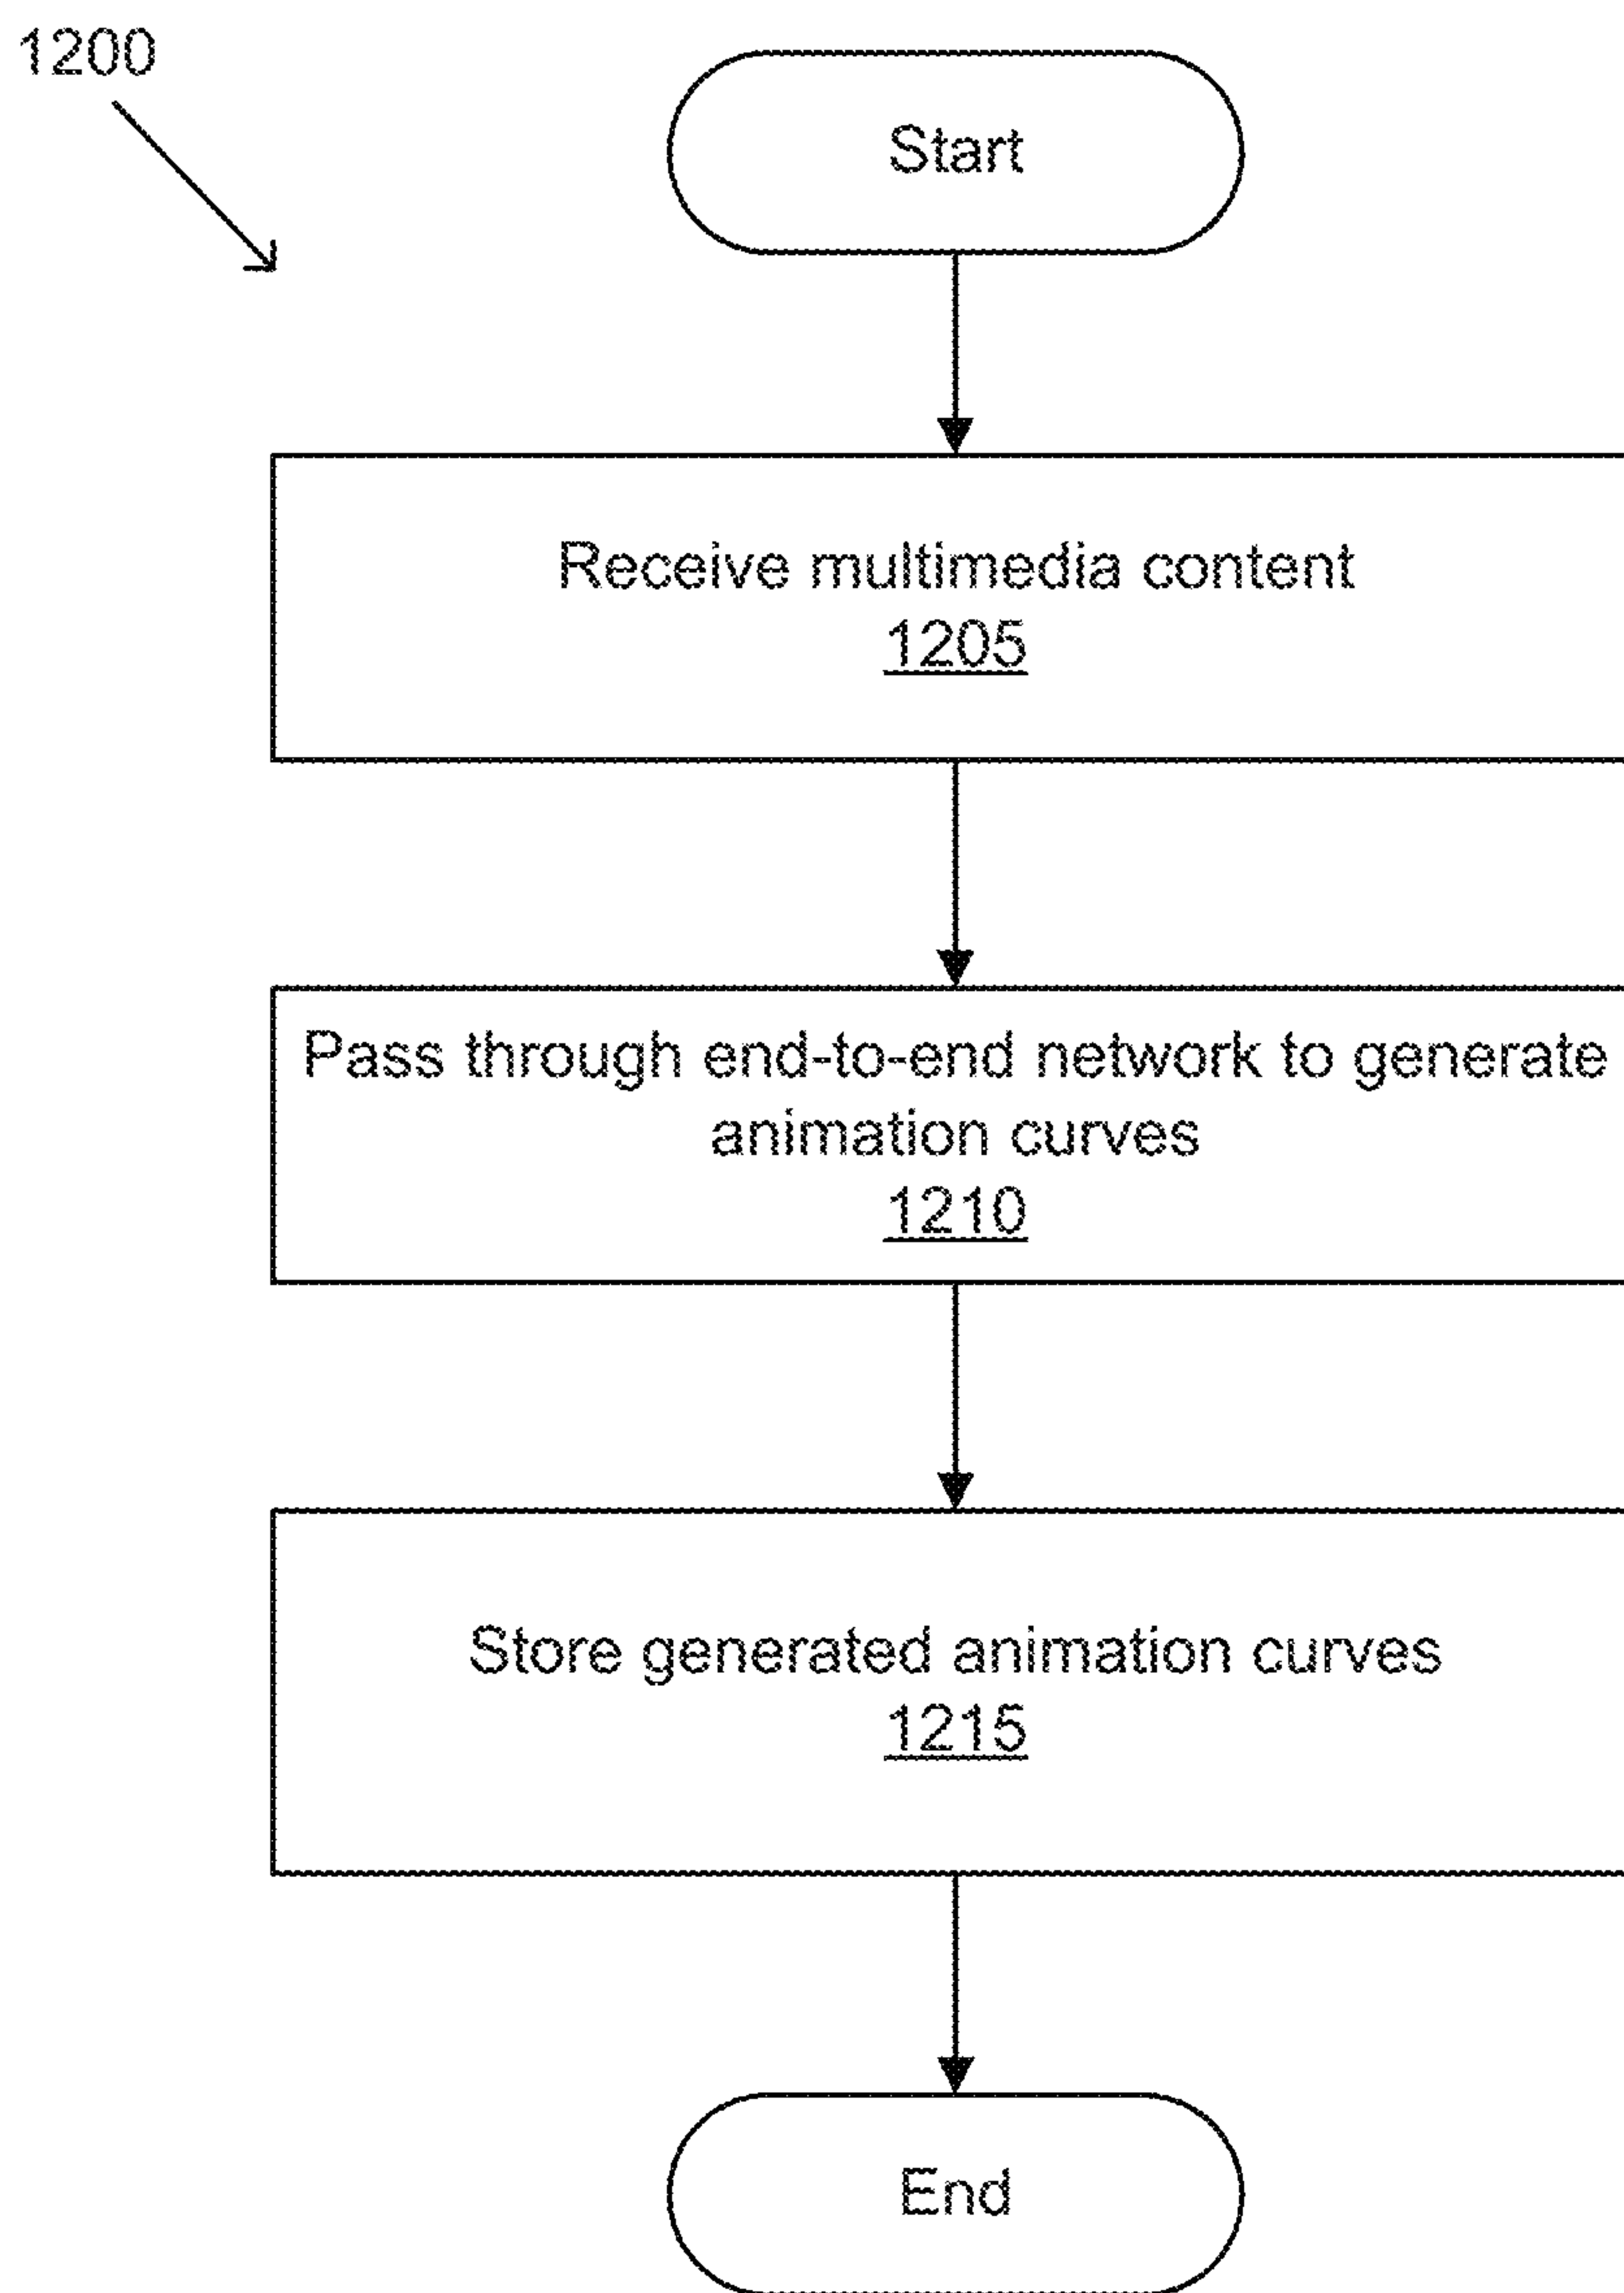 1200
Start
Receive multimedia content
1205
Pass through end-to-end network to generate
animation curves
1210
Store generated animation curves
1215
End